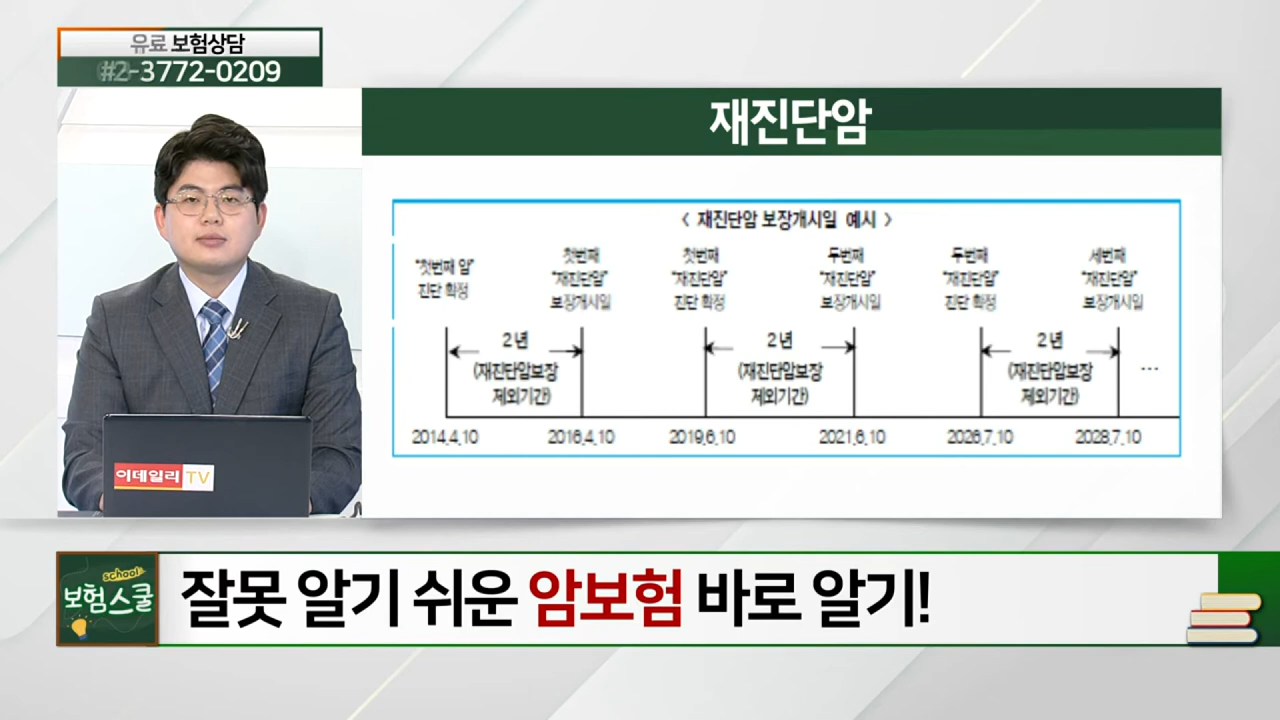 유료 보험상담
#2-3772-0209
재진단암
< 재진단암 보장개시일 예시 >
"첫번째 암"
진단 확정
첫번째
"재진단암"
보장개시일
첫번째
"재진단암"
진단 확정
두번째
"재진단암"
보장개시일
두번째
"재진단암"
진단 확정
세번째
"재진단암"
보장개시일
2년
(재진단암보장
제외기간)
2년
(재진단암보장
제외기간)
2년
(재진단암보장
제외기간)
...
2014.4.10
2016.4.10
2019.6.10
2021.6.10
2026.7.10
2028.7.10
이데일리TV
school
보험스쿨
잘못 알기 쉬운 암보험 바로 알기!